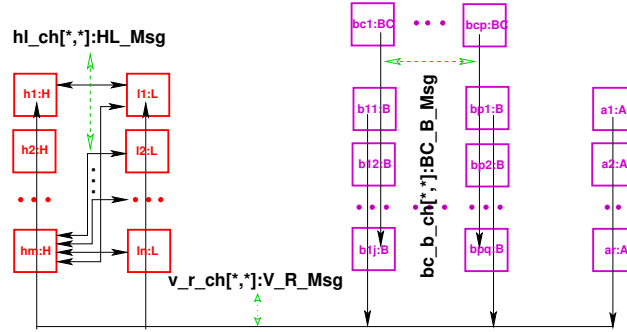 bc1:BC
bcp:BC
hl_ch[*,*]:HL_Msg
h1:H
l1:L
b11:B
bp1:B
a1:A
h2:H
l2:L
b12:B
bp2:B
a2:A
hm:H
ln:L
b1j:B
bpq:B
ar:A
bc_b_ch[*,*]:BC_B_Msg
v_r_ch[*,*]:V_R_Msg